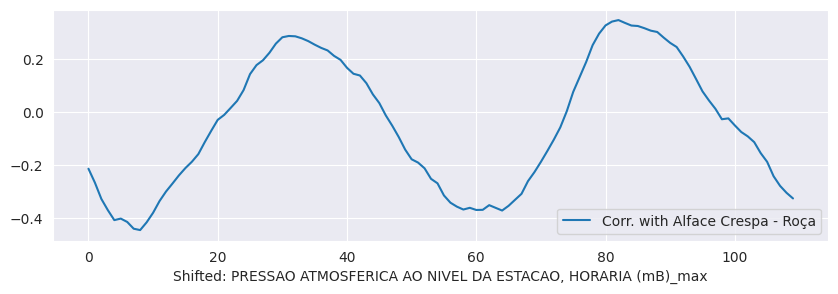 0.2
0.0
−0.2
−0.4
Corr. with Alface Crespa - Roça
0 20 40 60 80 100
Shifted: PRESSAO ATMOSFERICA AO NIVEL DA ESTACAO, HORARIA (mB)_max